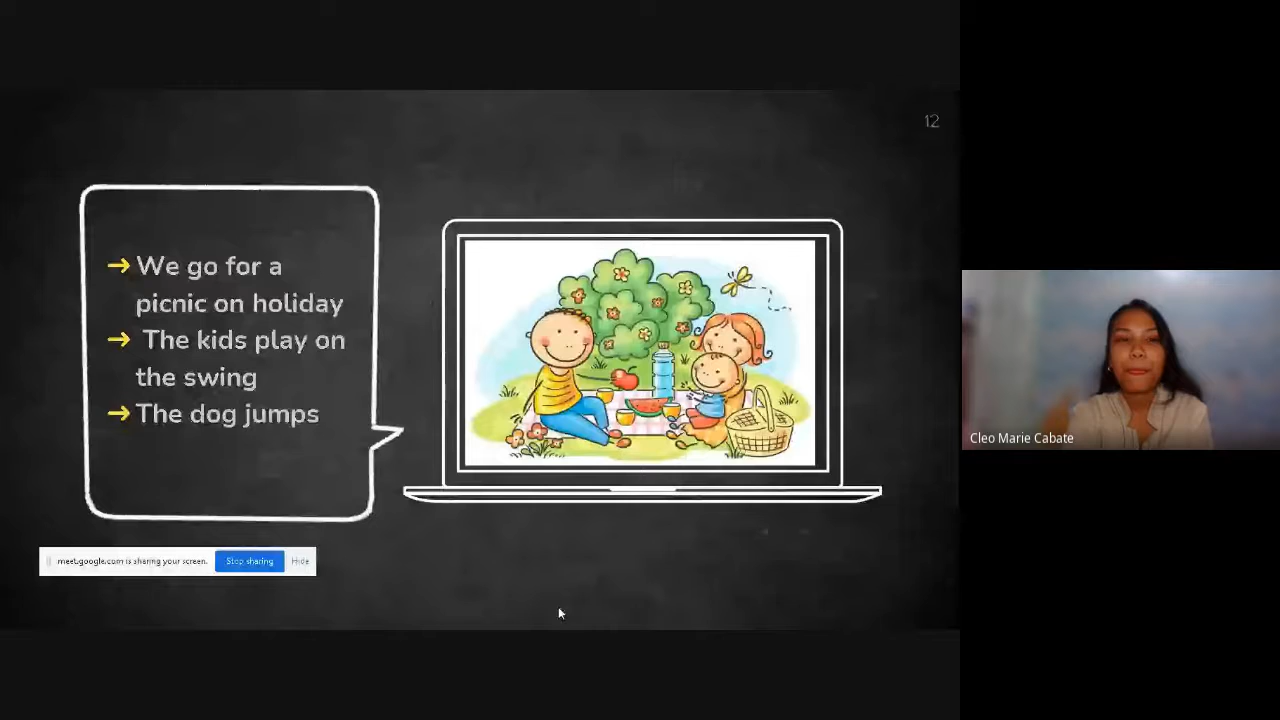 12
→ We go for a
picnic on holiday
→ The kids play on
the swing
→ The dog jumps
meet.google.com is sharing your screen. Stop sharing Hide
Cleo Marie Cabate